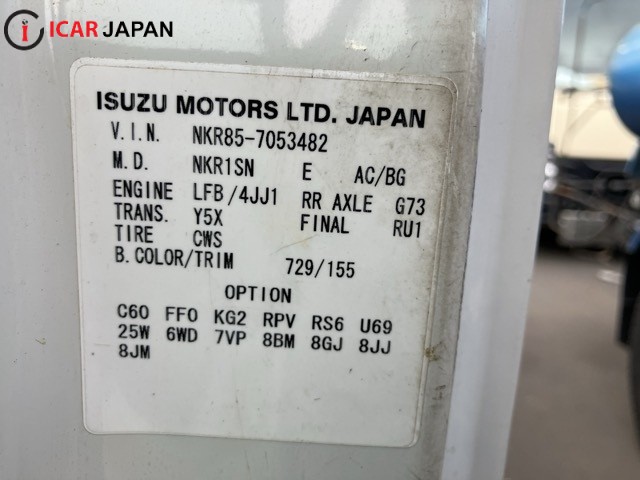 ICAR JAPAN
ISUZU MOTORS LTD. JAPAN
V.I.N. NKR85-7053482
M.D. NKR1SN E AC/BG
ENGINE LFB/4JJ1 RR AXLE G73
TRANS. Y5X FINAL RU1
TIRE CWS
B.COLOR/TRIM 729/155
OPTION
C60 FF0 KG2 RPV RS6 U69
25W 6WD 7VP 8BM 8GJ 8JJ
8JM